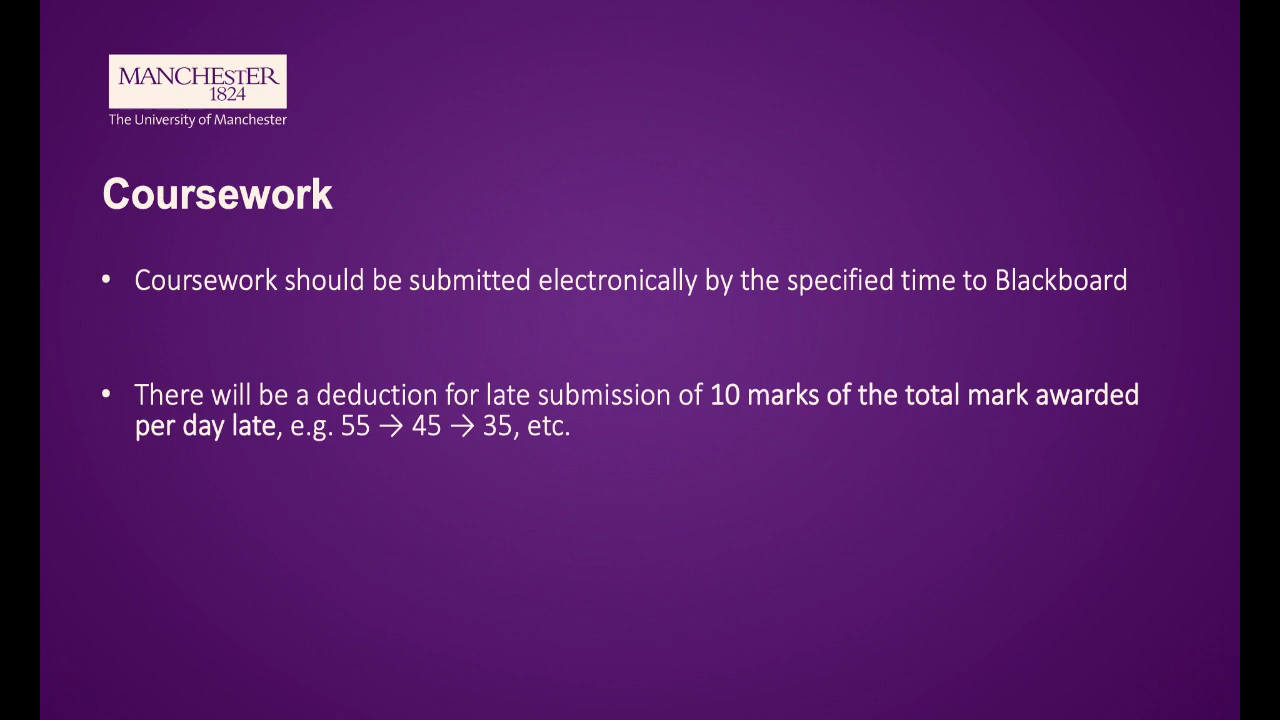 MANCHESTER
1824
The University of Manchester
Coursework
• Coursework should be submitted electronically by the specified time to Blackboard
• There will be a deduction for late submission of 10 marks of the total mark awarded
per day late, e.g. 55 → 45 → 35, etc.